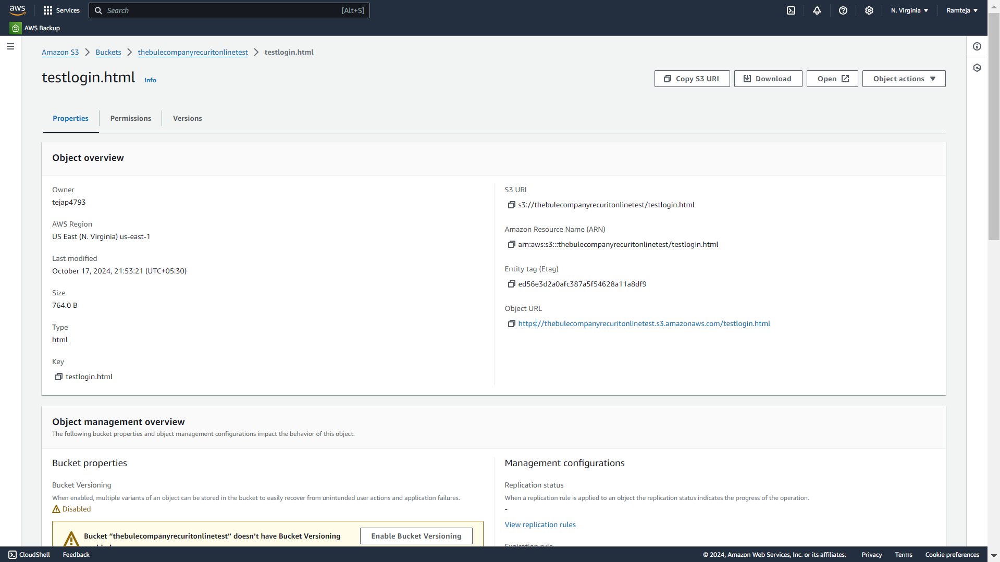 aws
Services
Search
[Alt+S]
N. Virginia
Ramteja
AWS Backup
Amazon S3
Buckets
thebulecompanyrecuritonlinetest
testlogin.html
testlogin.html
Info
Copy S3 URI
Download
Open
Object actions
Properties
Permissions
Versions
Object overview
Owner
tejap4793
AWS Region
US East (N. Virginia) us-east-1
Last modified
October 17, 2024, 21:53:21 (UTC+05:30)
Size
764.0 B
Type
html
Key
testlogin.html
S3 URI
s3://thebulecompanyrecuritonlinetest/testlogin.html
Amazon Resource Name (ARN)
arn:aws:s3:::thebulecompanyrecuritonlinetest/testlogin.html
Entity tag (Etag)
ed56e3d2a0afc387a5f54628a11a8df9
Object URL
https://thebulecompanyrecuritonlinetest.s3.amazonaws.com/testlogin.html
Object management overview
The following bucket properties and object management configurations impact the behavior of this object.
Bucket properties
Bucket Versioning
When enabled, multiple variants of an object can be stored in the bucket to easily recover from unintended user actions and application failures.
Disabled
Bucket “thebulecompanyrecuritonlinetest” doesn’t have Bucket Versioning
Enable Bucket Versioning
Management configurations
Replication status
When a replication rule is applied to an object the replication status indicates the progress of the operation.
-
View replication rules
Expiration rule
CloudShell
Feedback
© 2024, Amazon Web Services, Inc. or its affiliates.
Privacy
Terms
Cookie preferences